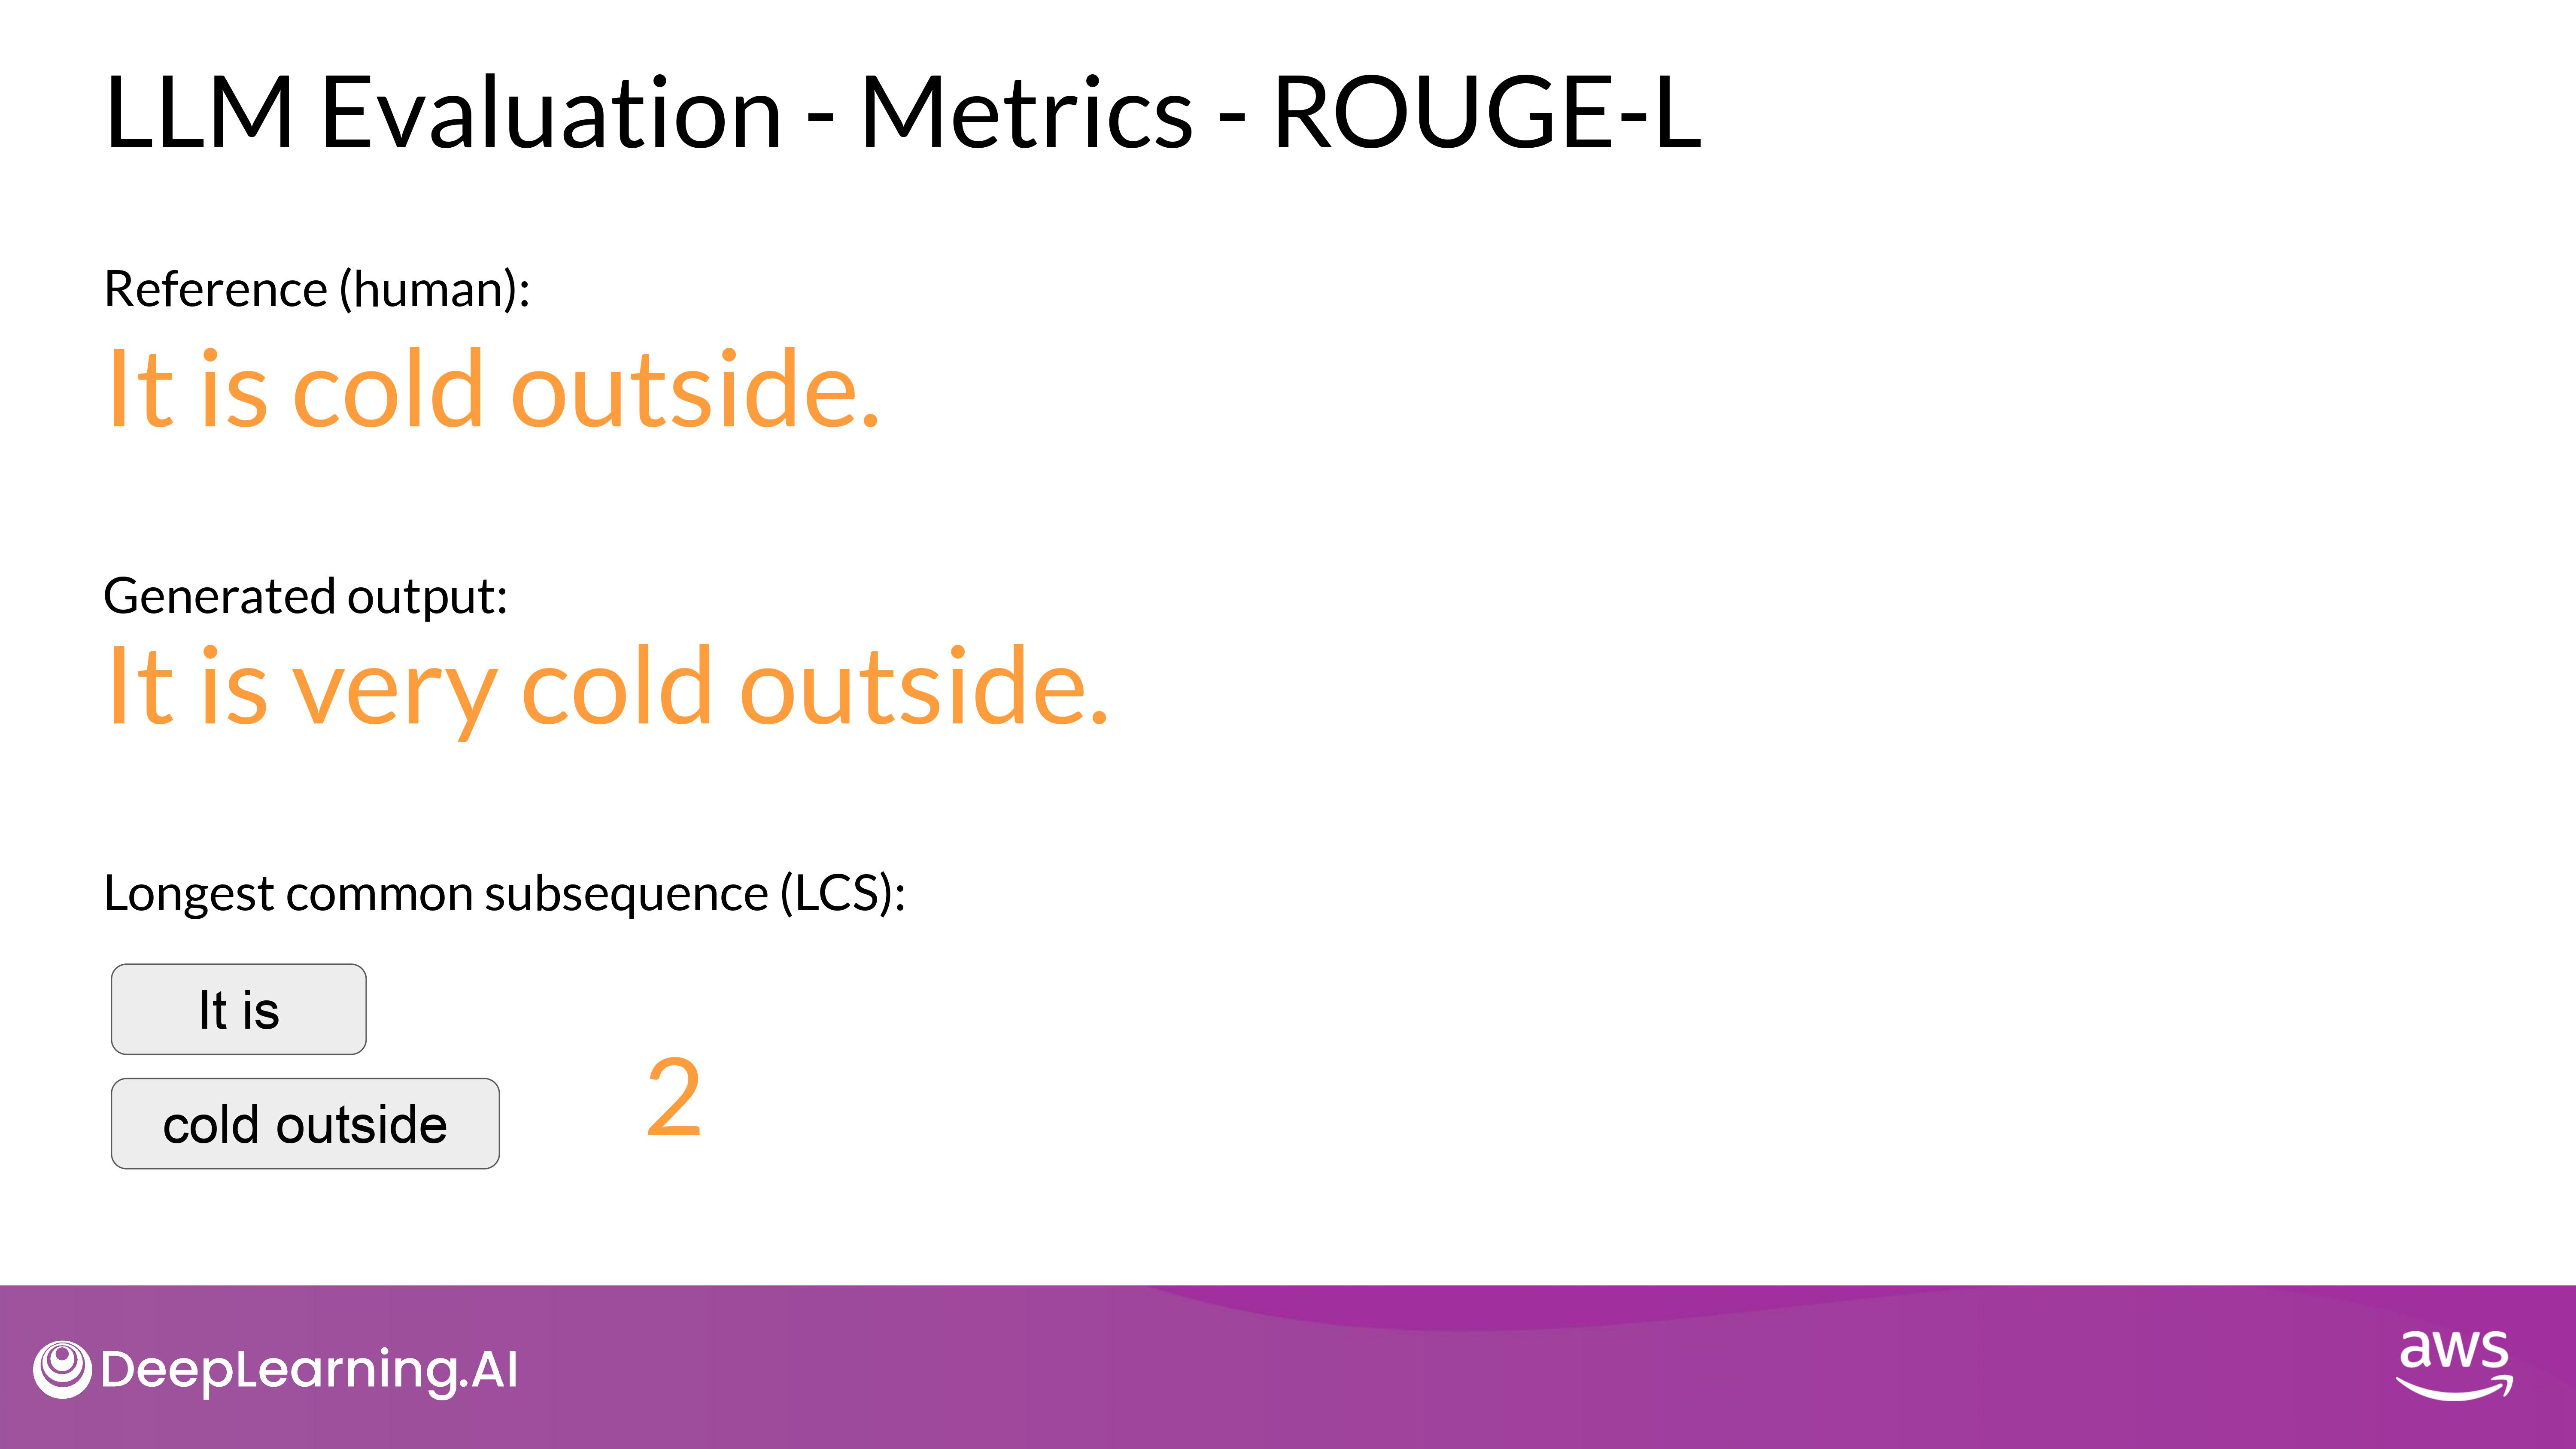 LLM Evaluation - Metrics - ROUGE-L
Reference (human):
It is cold outside.
Generated output:
It is very cold outside.
Longest common subsequence (LCS):
It is
cold outside
2
DeepLearning.AI
aws